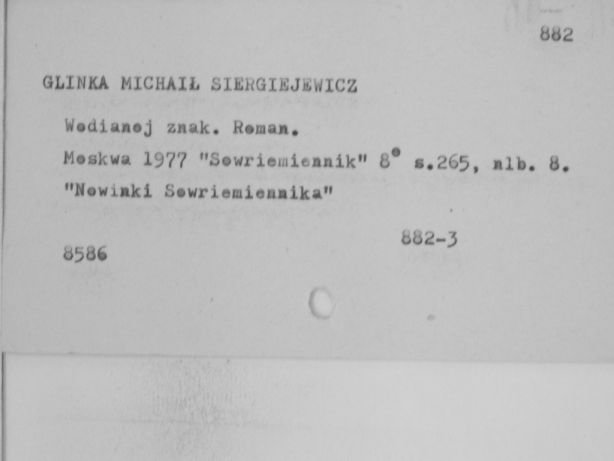 882
GLINKA MICHAIŁ SIERGIEJEWICZ
Wodianoj znak. Roman.
Moskwa 1977 "Sowriemiennik" 8° s.265, nlb. 8.
"Nowinki Sowriemiennika"
882-3
8586